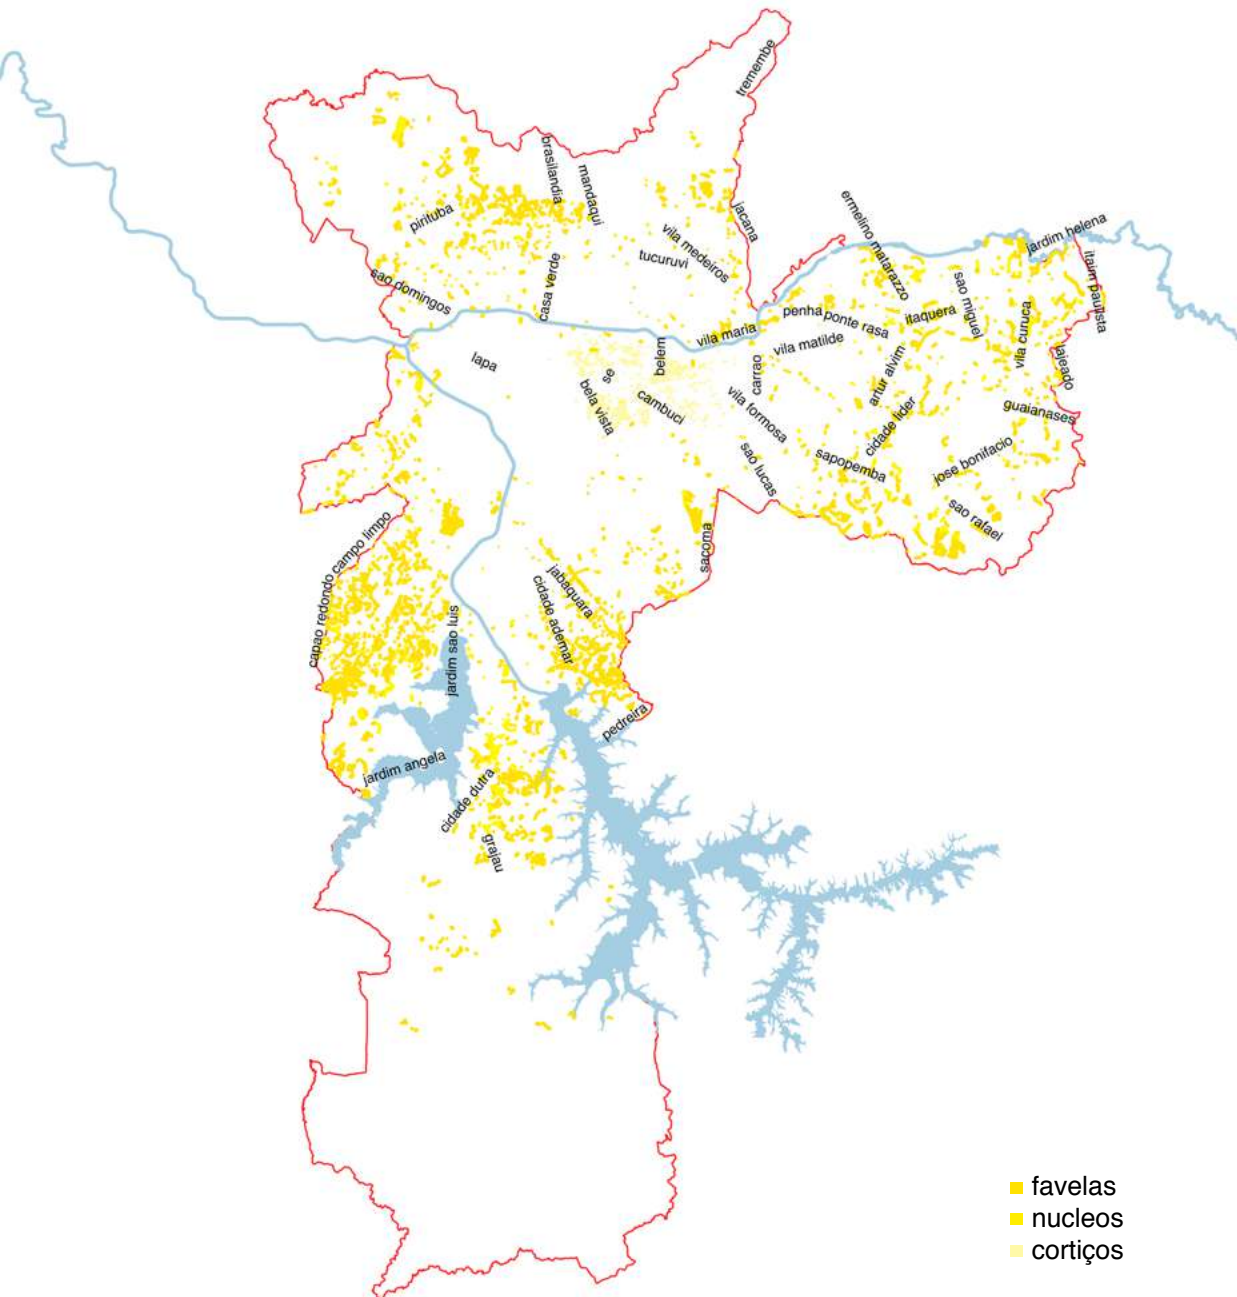 tremembe
brasilandia
mandaqui
pirituba
jacana
vila medeiros
tucuruvi
ermelino matarazzo
jardim helena
itaim paulista
sao domingos
casa verde
sao miguel
penha
ponte rasa
itaquera
vila curuca
vila maria
vila matilde
belem
lapa
se
carrao
artur alvim
lajeado
bela vista
cambuci
vila formosa
cidade lider
guaianases
sao lucas
sapopemba
jose bonifacio
sao rafael
campo limpo
sacoma
capao redondo
jabaquara
cidade ademar
jardim sao luis
pedreira
jardim angela
cidade dutra
grajau
favelas
nucleos
cortiços